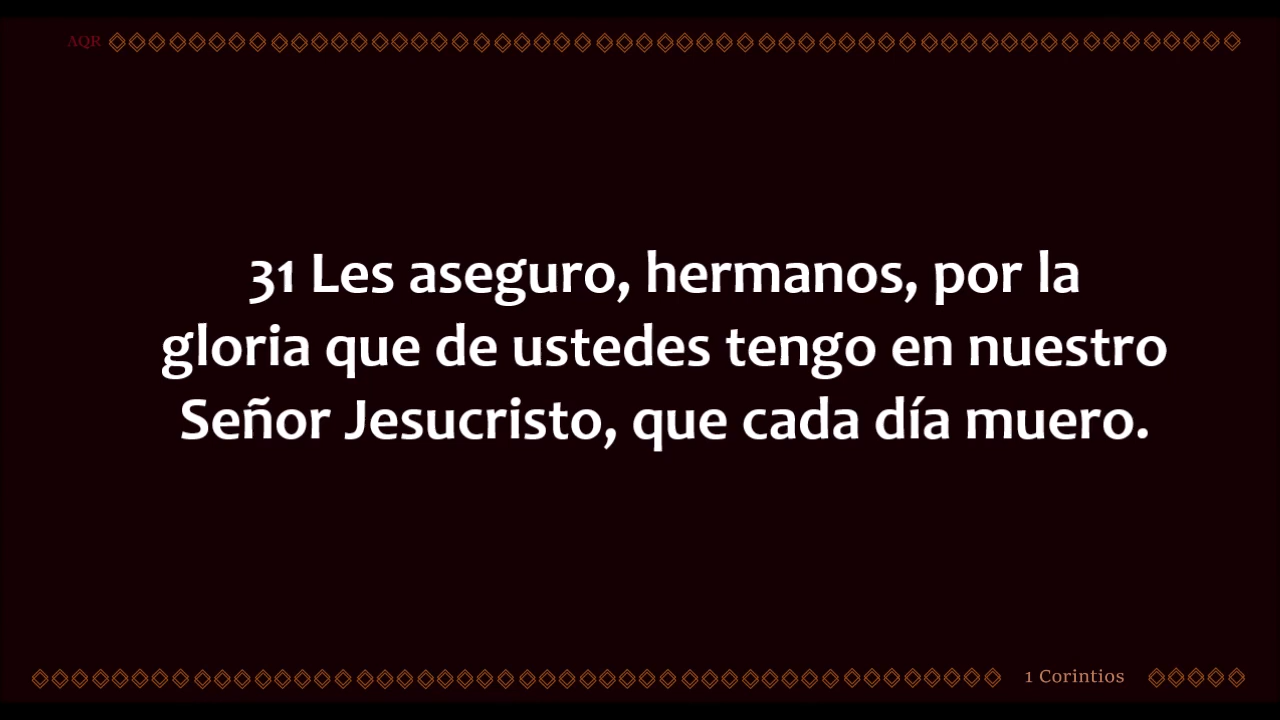 AQR
31 Les aseguro, hermanos, por la
gloria que de ustedes tengo en nuestro
Señor Jesucristo, que cada día muero.
1 Corintios